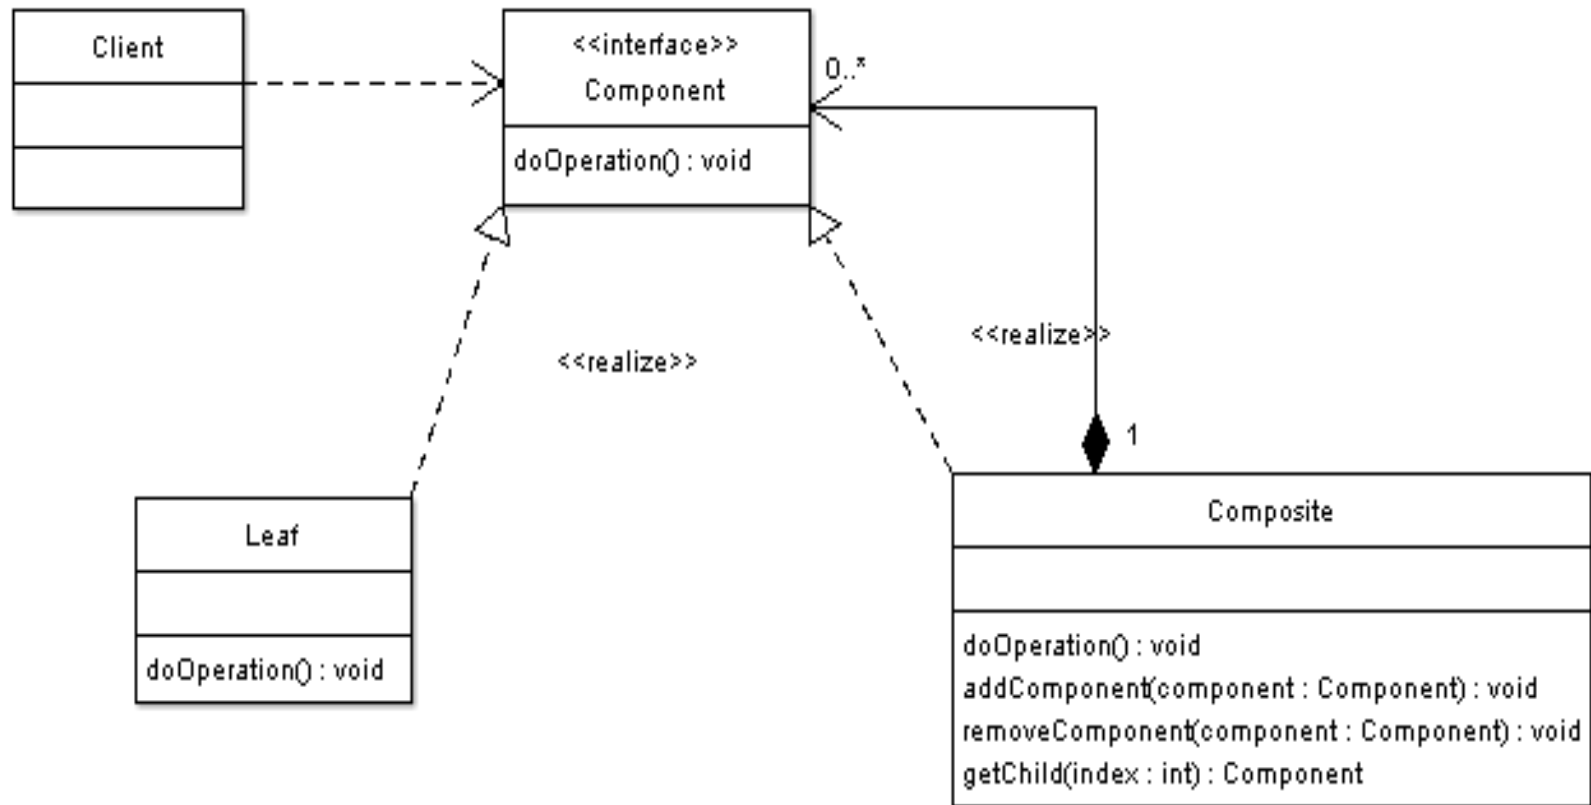 Client
<<interface>>
Component
doOperation() : void
0..*
<<realize>>
<<realize>>
1
Leaf
doOperation() : void
Composite
doOperation() : void
addComponent(component : Component) : void
removeComponent(component : Component) : void
getChild(index : int) : Component